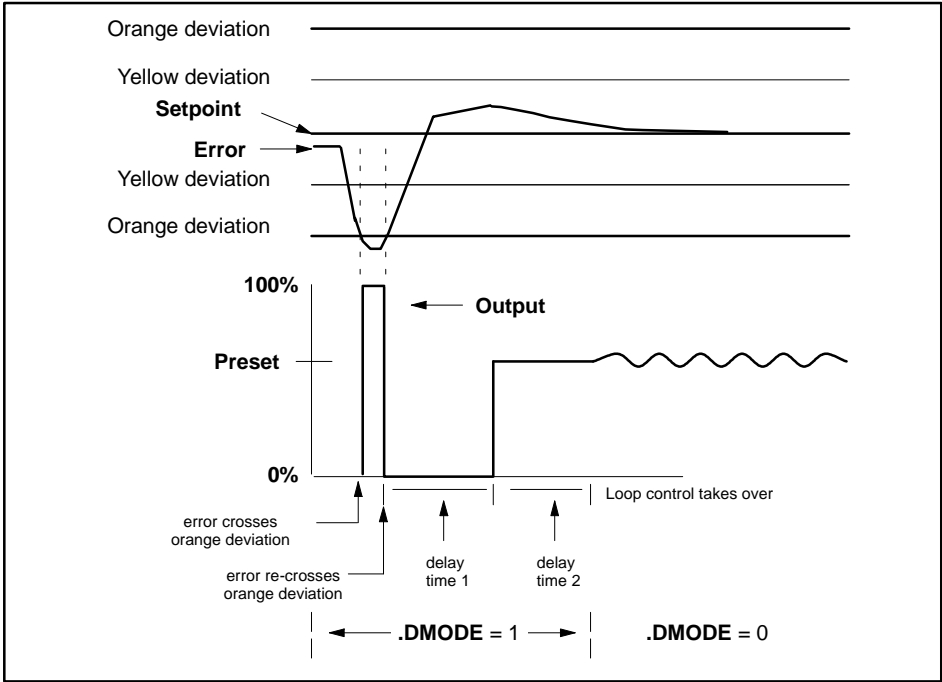 Orange deviation
Yellow deviation
Setpoint
Error
Yellow deviation
Orange deviation
100%
Output
Preset
0%
Loop control takes over
error crosses
orange deviation
error re-crosses
orange deviation
delay
time 1
delay
time 2
.DMODE = 1
.DMODE = 0